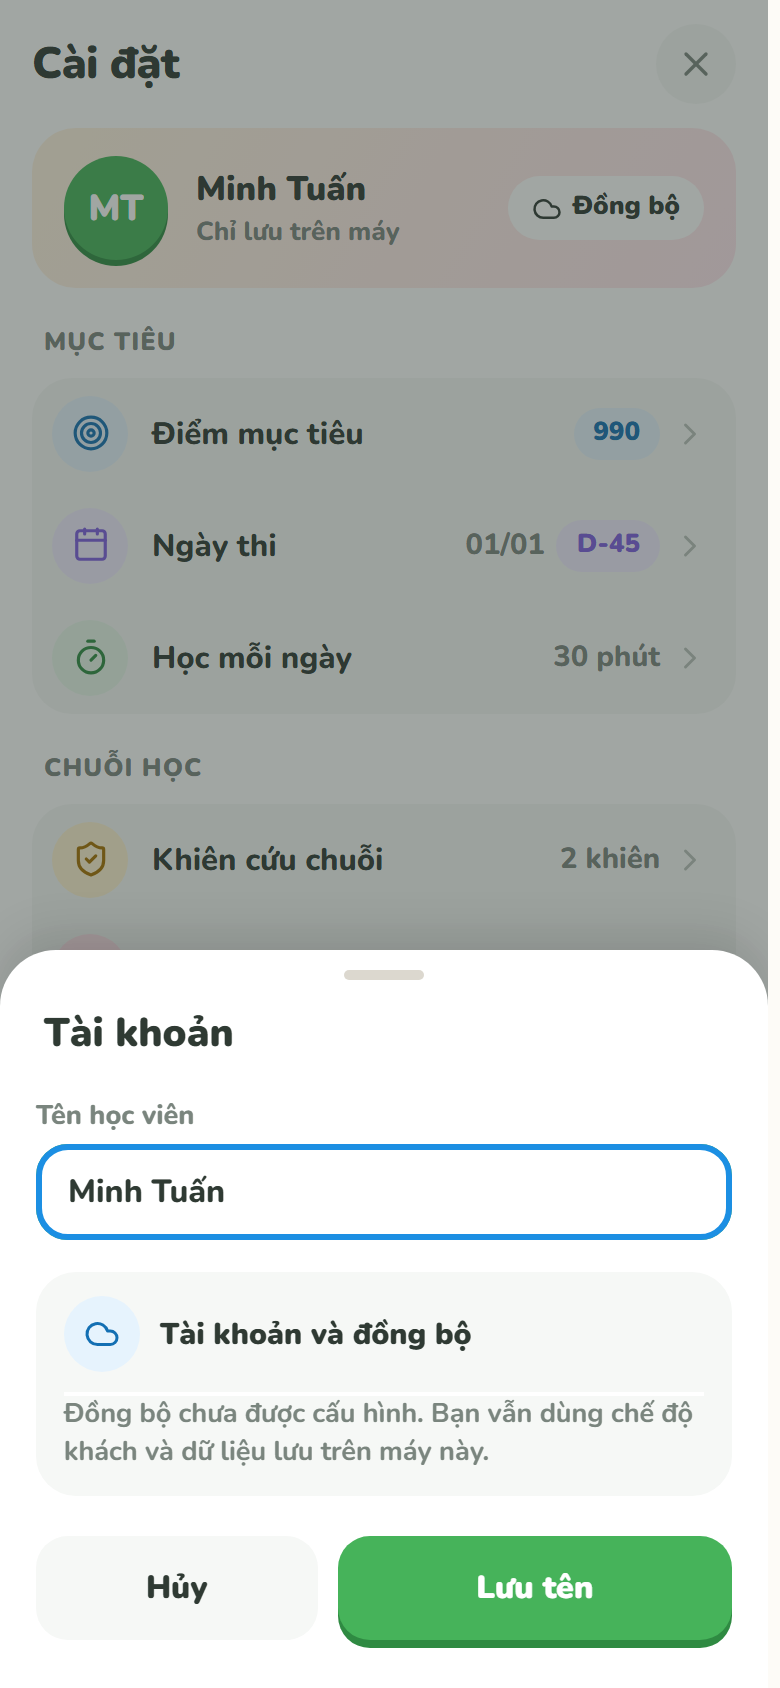 Cài đặt
MT
Minh Tuấn
Chỉ lưu trên máy
Đồng bộ
MỤC TIÊU
Điểm mục tiêu
990
Ngày thi
01/01
D-45
Học mỗi ngày
30 phút
CHUỖI HỌC
Khiên cứu chuỗi
2 khiên
Tài khoản
Tên học viên
Minh Tuấn
Tài khoản và đồng bộ
Đồng bộ chưa được cấu hình. Bạn vẫn dùng chế độ
khách và dữ liệu lưu trên máy này.
Hủy
Lưu tên